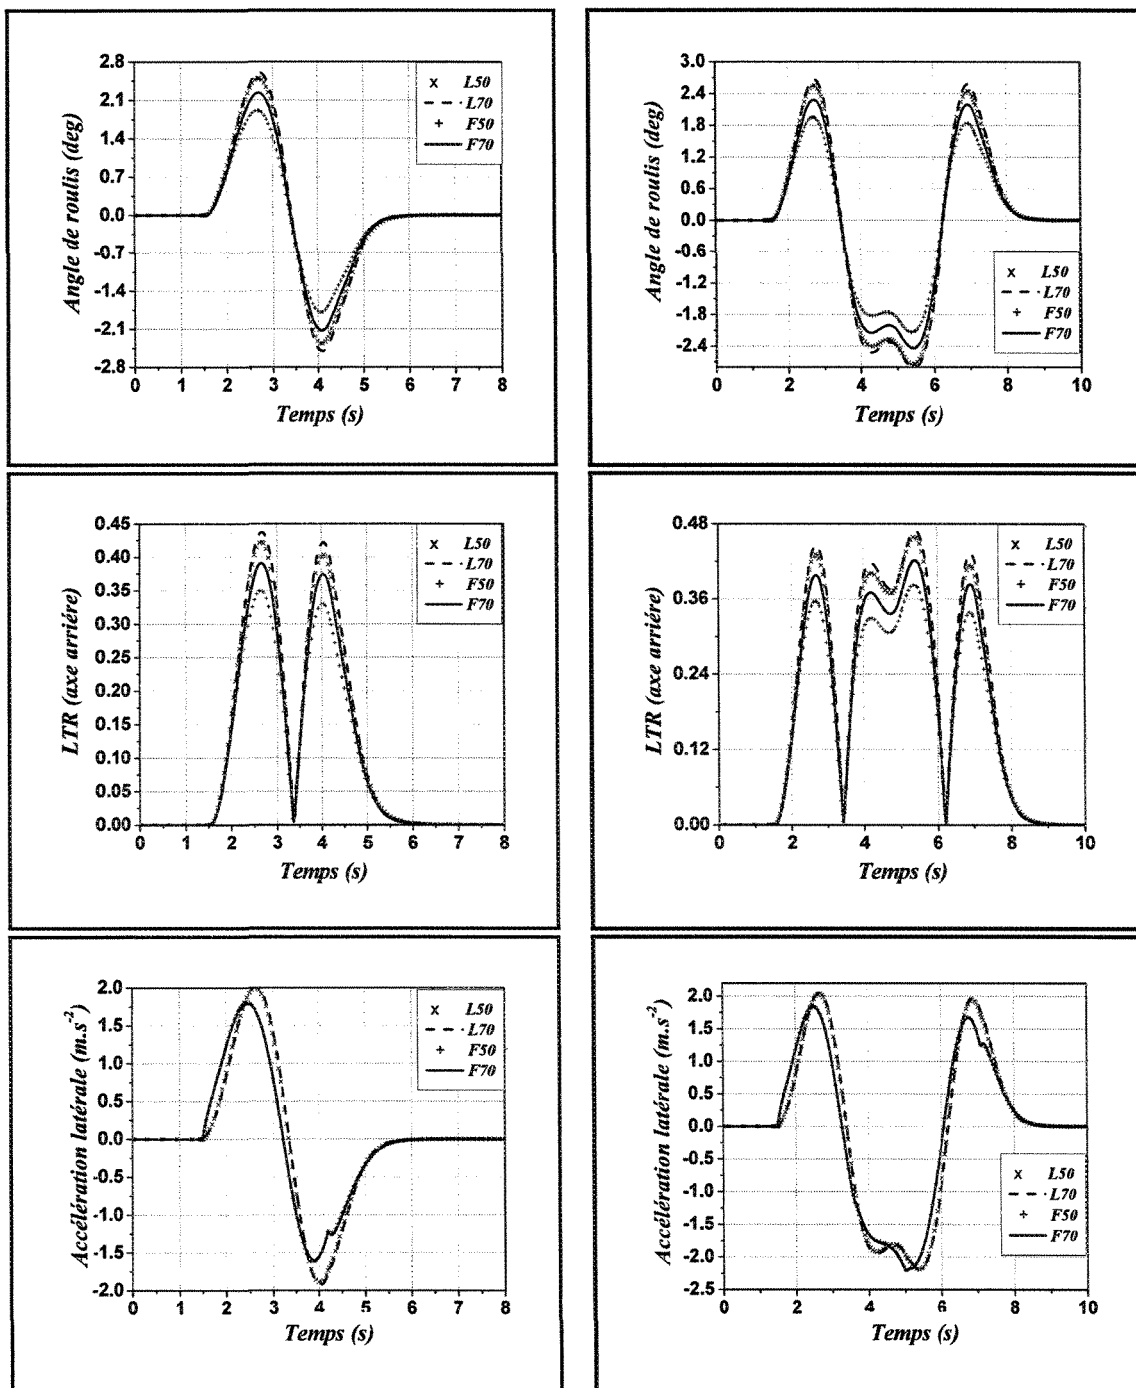 Angle de roulis (deg)
2.8
2.1
1.4
0.7
0.0
-0.7
-1.4
-2.1
-2.8
0 1 2 3 4 5 6 7 8
Temps (s)
L50
L70
F50
F70
Angle de roulis (deg)
3.0
2.4
1.8
1.2
0.6
0.0
-0.6
-1.2
-1.8
-2.4
0 2 4 6 8 10
Temps (s)
L50
L70
F50
F70
LTR (axe arriére)
0.45
0.40
0.35
0.30
0.25
0.20
0.15
0.10
0.05
0.00
0 1 2 3 4 5 6 7 8
Temps (s)
L50
L70
F50
F70
LTR (axe arrière)
0.48
0.36
0.24
0.12
0.00
0 2 4 6 8 10
Temps (s)
L50
L70
F50
F70
Accélération latérale (m.s-2)
2.0
1.5
1.0
0.5
0.0
-0.5
-1.0
-1.5
-2.0
0 1 2 3 4 5 6 7 8
Temps (s)
L50
L70
F50
F70
Accélération latérale (m.s-2)
2.0
1.5
1.0
0.5
0.0
-0.5
-1.0
-1.5
-2.0
-2.5
0 2 4 6 8 10
Temps (s)
L50
L70
F50
F70